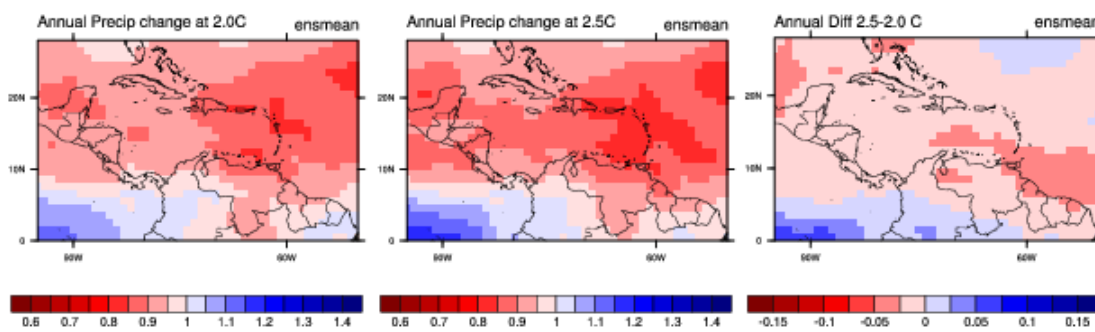 Annual Precip change at 2.0C ensmean
Annual Precip change at 2.5C ensmean
Annual Diff 2.5-2.0 C ensmean
20N 20N 20N
10N 10N 10N
0 0 0
90W 60W 90W 60W 90W 60W
0.6 0.7 0.8 0.9 1 1.1 1.2 1.3 1.4
0.6 0.7 0.8 0.9 1 1.1 1.2 1.3 1.4
-0.15 -0.1 -0.05 0 0.05 0.1 0.15